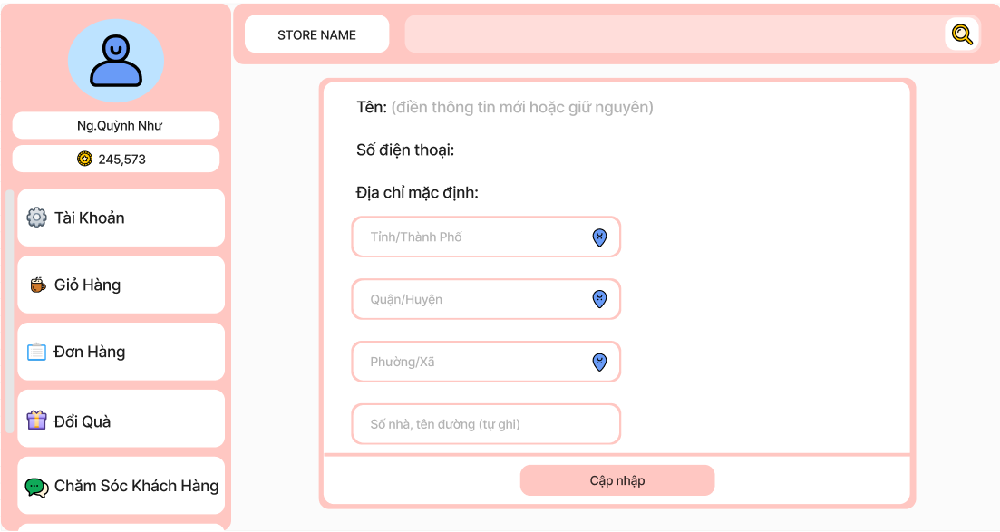 STORE NAME
Ng.Quỳnh Như
245,573
Tài Khoản
Giỏ Hàng
Đơn Hàng
Đổi Quà
Chăm Sóc Khách Hàng
Tên: (điền thông tin mới hoặc giữ nguyên)
Số điện thoại:
Địa chỉ mặc định:
Tỉnh/Thành Phố
Quận/Huyện
Phường/Xã
Số nhà, tên đường (tự ghi)
Cập nhập